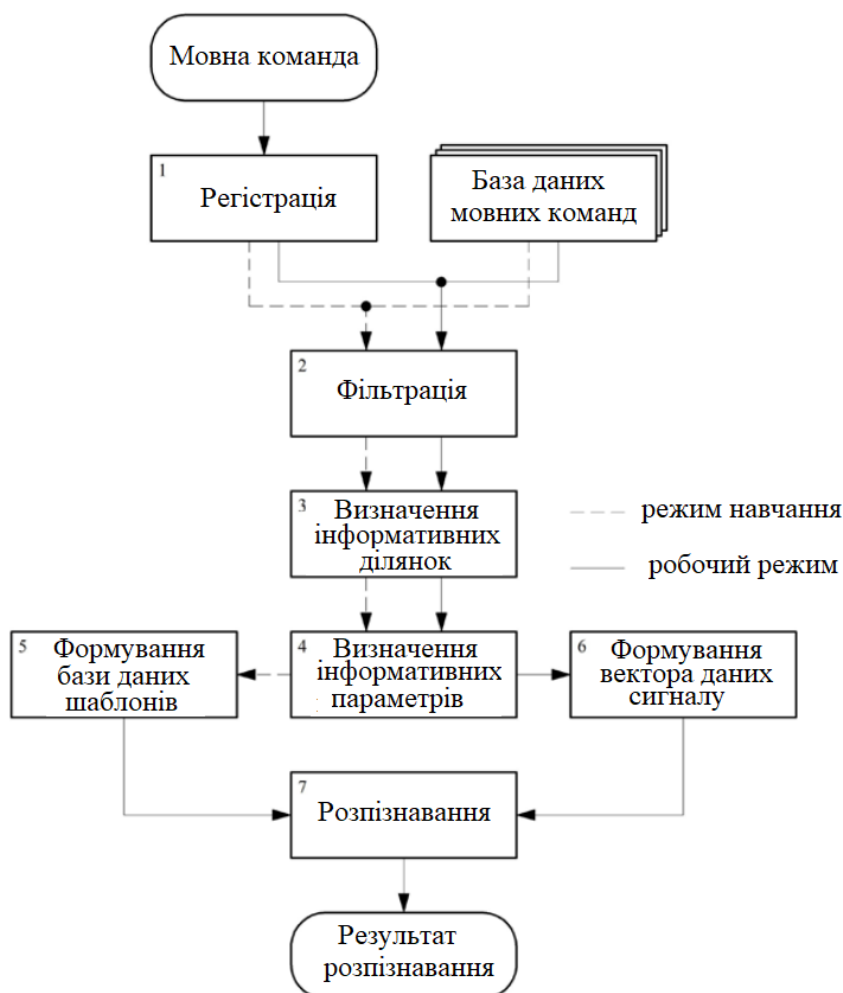 Мовна команда
1
Регістрація
База даних
мовних команд
2
Фільтрація
3
Визначення
інформативних
ділянок
режим навчання
робочий режим
5
Формування
бази даних
шаблонів
4
Визначення
інформативних
параметрів
6
Формування
вектора даних
сигналу
7
Розпізнавання
Результат
розпізнавання